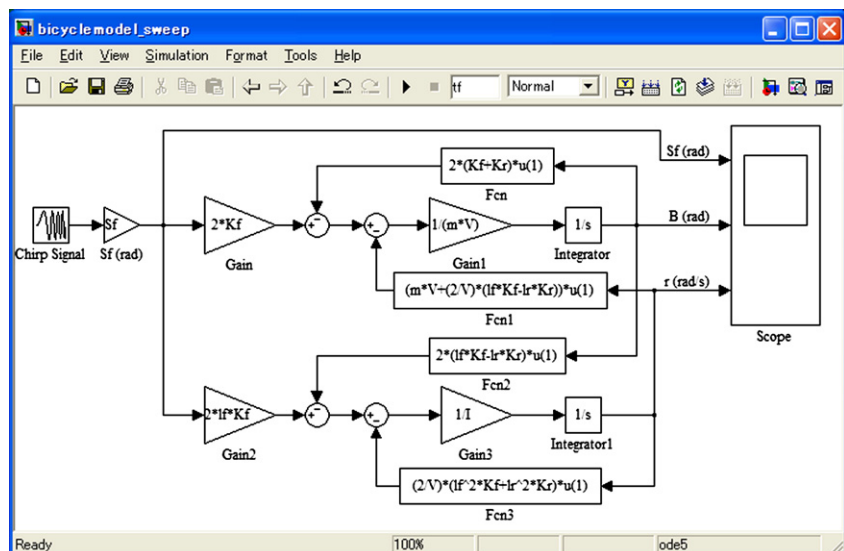 bicyclemodel_sweep
File Edit View Simulation Format Tools Help
tf Normal
Sf (rad)
2*(Kf+Kr)*u(1)
Fcn
Sf
2*Kf
1/(m*V)
1/s
B (rad)
Chirp Signal
Sf (rad)
Gain
Gain1
Integrator
(m*V+(2/V)*(lf*Kf-lr*Kr))*u(1)
r (rad/s)
Fcn1
Scope
2*(lf*Kf-lr*Kr)*u(1)
Fcn2
2*lf*Kf
1/I
1/s
Gain2
Gain3
Integrator1
(2/V)*(lf^2*Kf+lr^2*Kr)*u(1)
Fcn3
Ready 100% ode5